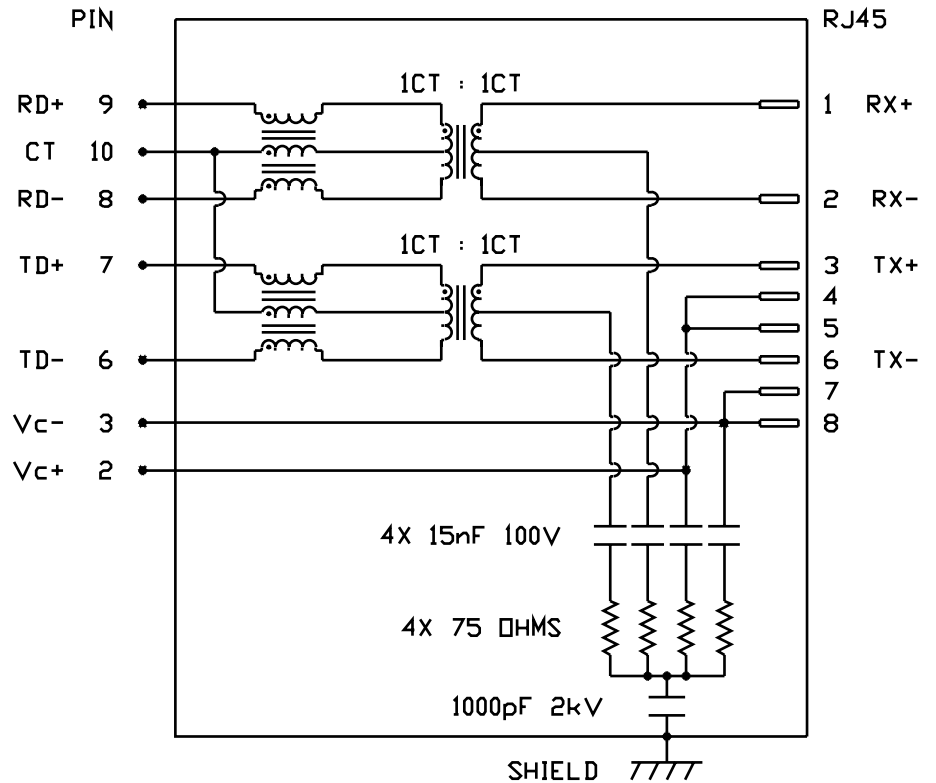 PIN RJ45
1CT : 1CT
RD+ 9 1 RX+
CT 10
RD- 8 2 RX-
1CT : 1CT
TD+ 7 3 TX+
4
5
TD- 6 6 TX-
7
Vc- 3 8
Vc+ 2
4X 15nF 100V
4X 75 OHMS
1000pF 2kV
SHIELD